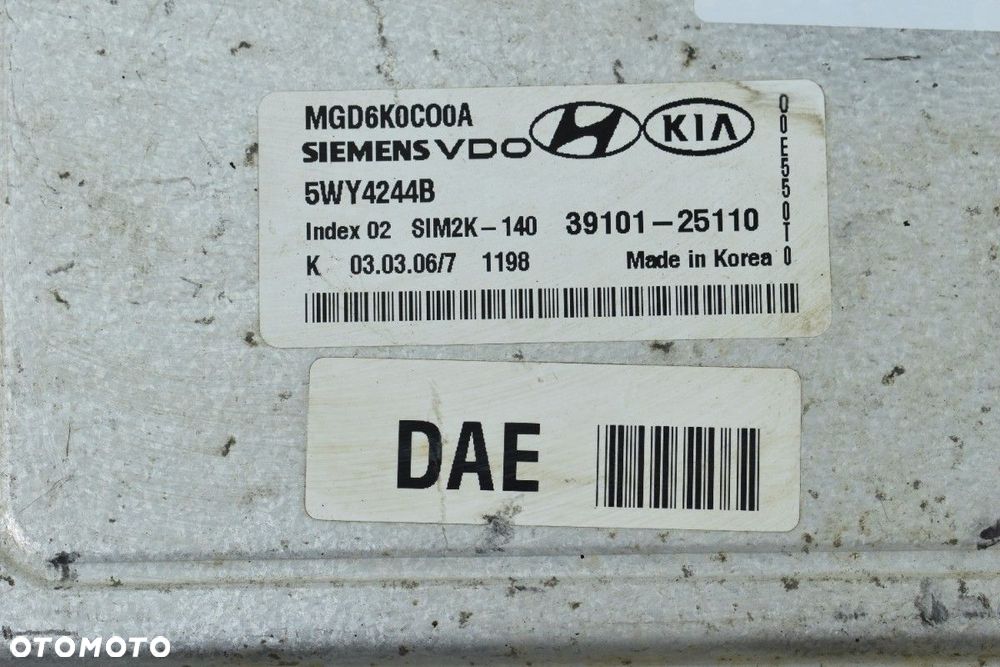 MGD6K0C00A
SIEMENS VDO
KIA
5WY4244B
Index 02 SIM2K-140 39101-25110
K 03.03.06/7 1198 Made in Korea
00E550T0
DAE
OTOMOTO